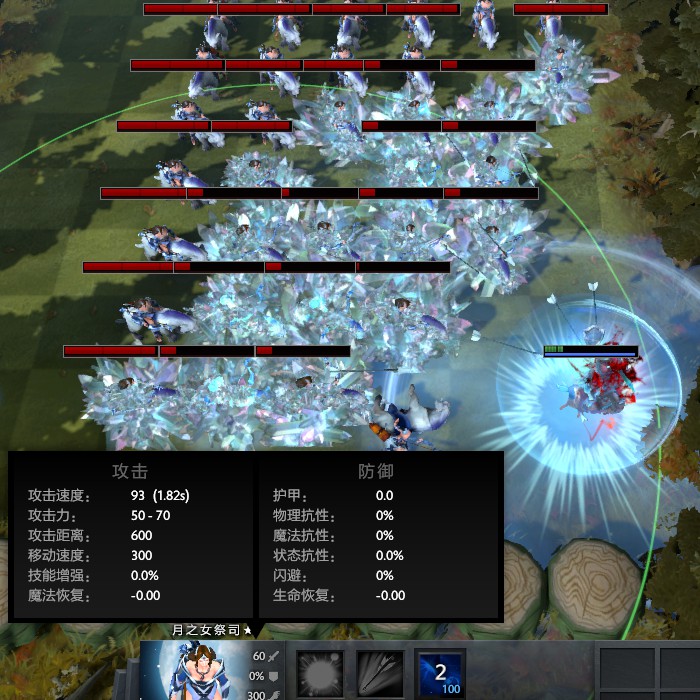 攻击 防御
攻击速度: 93 (1.82s) 护甲: 0.0
攻击力: 50 - 70 物理抗性: 0%
攻击距离: 600 魔法抗性: 0%
移动速度: 300 状态抗性: 0.0%
技能增强: 0.0% 闪避: 0%
魔法恢复: -0.00 生命恢复: -0.00
月之女祭司★
60
0%
300
2
100